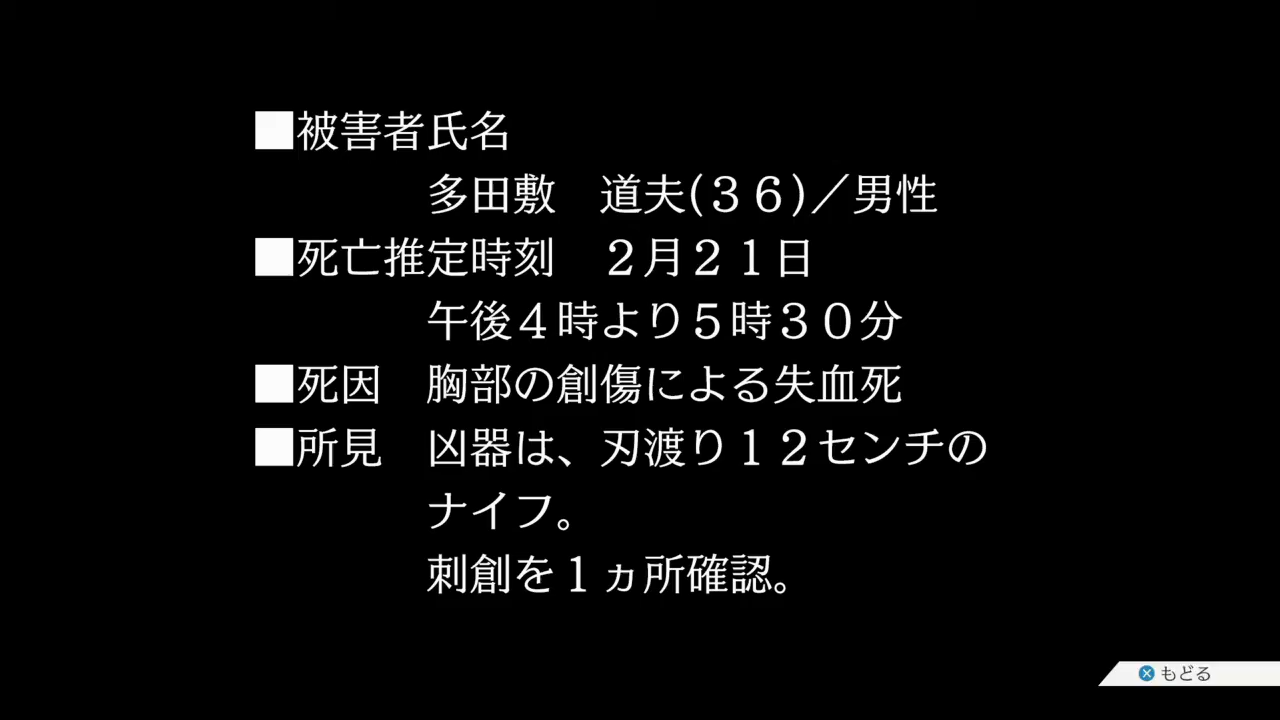 ■被害者氏名
多田敷　道夫(３６)／男性
■死亡推定時刻　２月２１日
午後４時より５時３０分
■死因　胸部の創傷による失血死
■所見　凶器は、刃渡り１２センチの
ナイフ。
刺創を１ヵ所確認。
もどる